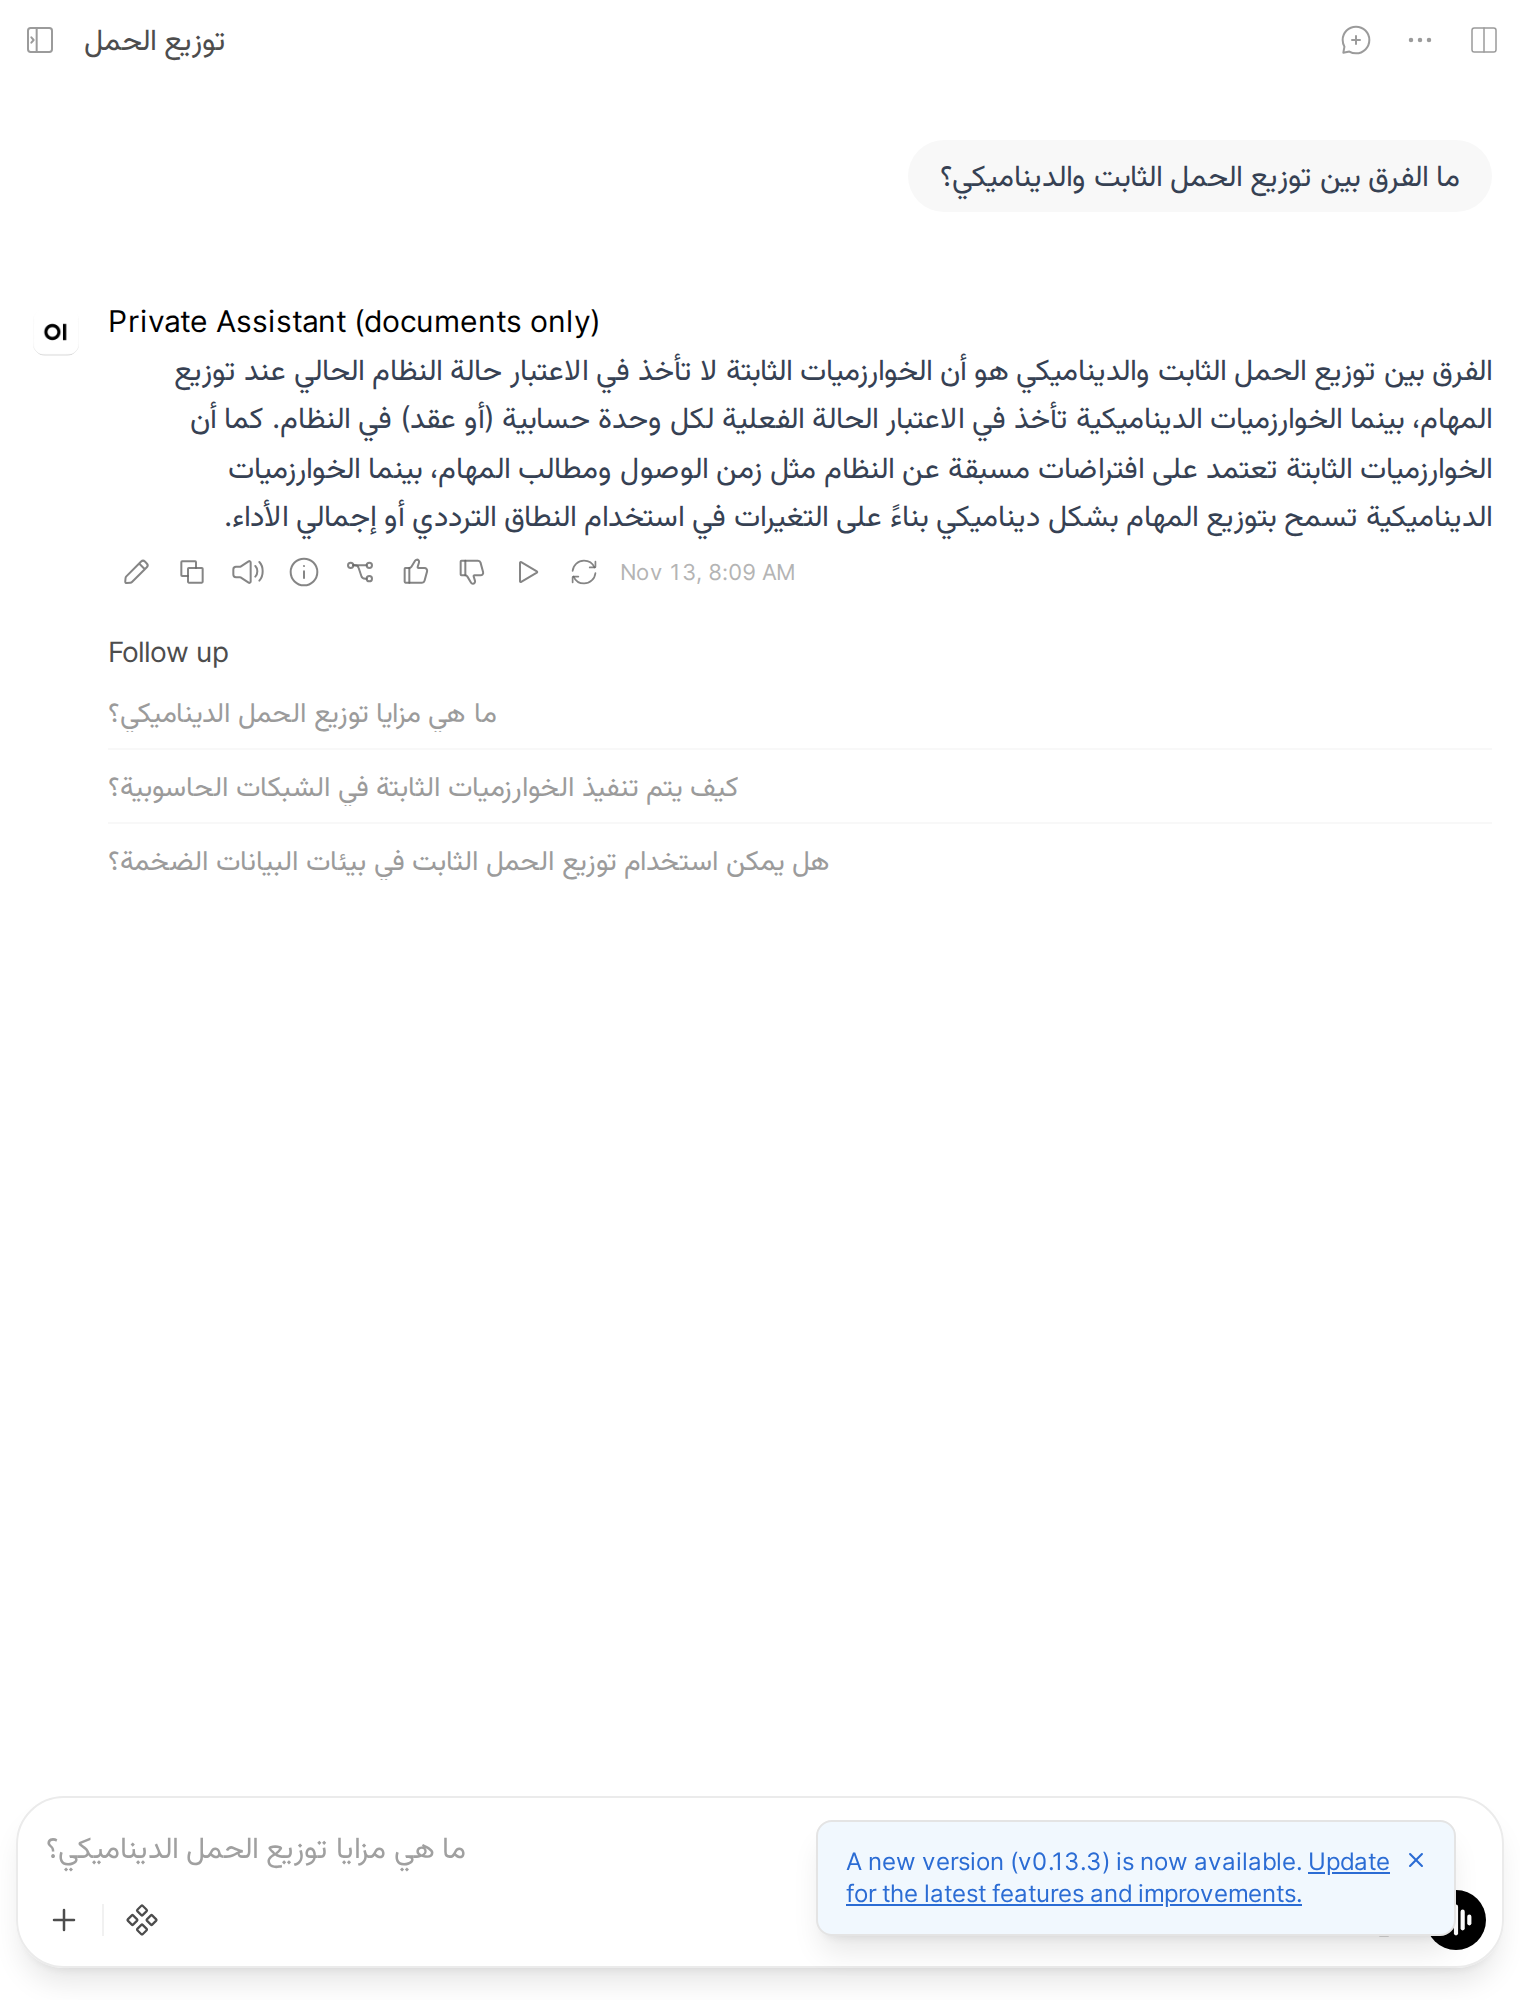 توزيع الحمل
ما الفرق بين توزيع الحمل الثابت والديناميكي؟
OI
Private Assistant (documents only)
الفرق بين توزيع الحمل الثابت والديناميكي هو أن الخوارزميات الثابتة لا تأخذ في الاعتبار حالة النظام الحالي عند توزيع
المهام، بينما الخوارزميات الديناميكية تأخذ في الاعتبار الحالة الفعلية لكل وحدة حسابية (أو عقد) في النظام. كما أن
الخوارزميات الثابتة تعتمد على افتراضات مسبقة عن النظام مثل زمن الوصول ومطالب المهام، بينما الخوارزميات
الديناميكية تسمح بتوزيع المهام بشكل ديناميكي بناءً على التغيرات في استخدام النطاق الترددي أو إجمالي الأداء.
Nov 13, 8:09 AM
Follow up
ما هي مزايا توزيع الحمل الديناميكي؟
كيف يتم تنفيذ الخوارزميات الثابتة في الشبكات الحاسوبية؟
هل يمكن استخدام توزيع الحمل الثابت في بيئات البيانات الضخمة؟
ما هي مزايا توزيع الحمل الديناميكي؟
A new version (v0.13.3) is now available. Update
for the latest features and improvements.